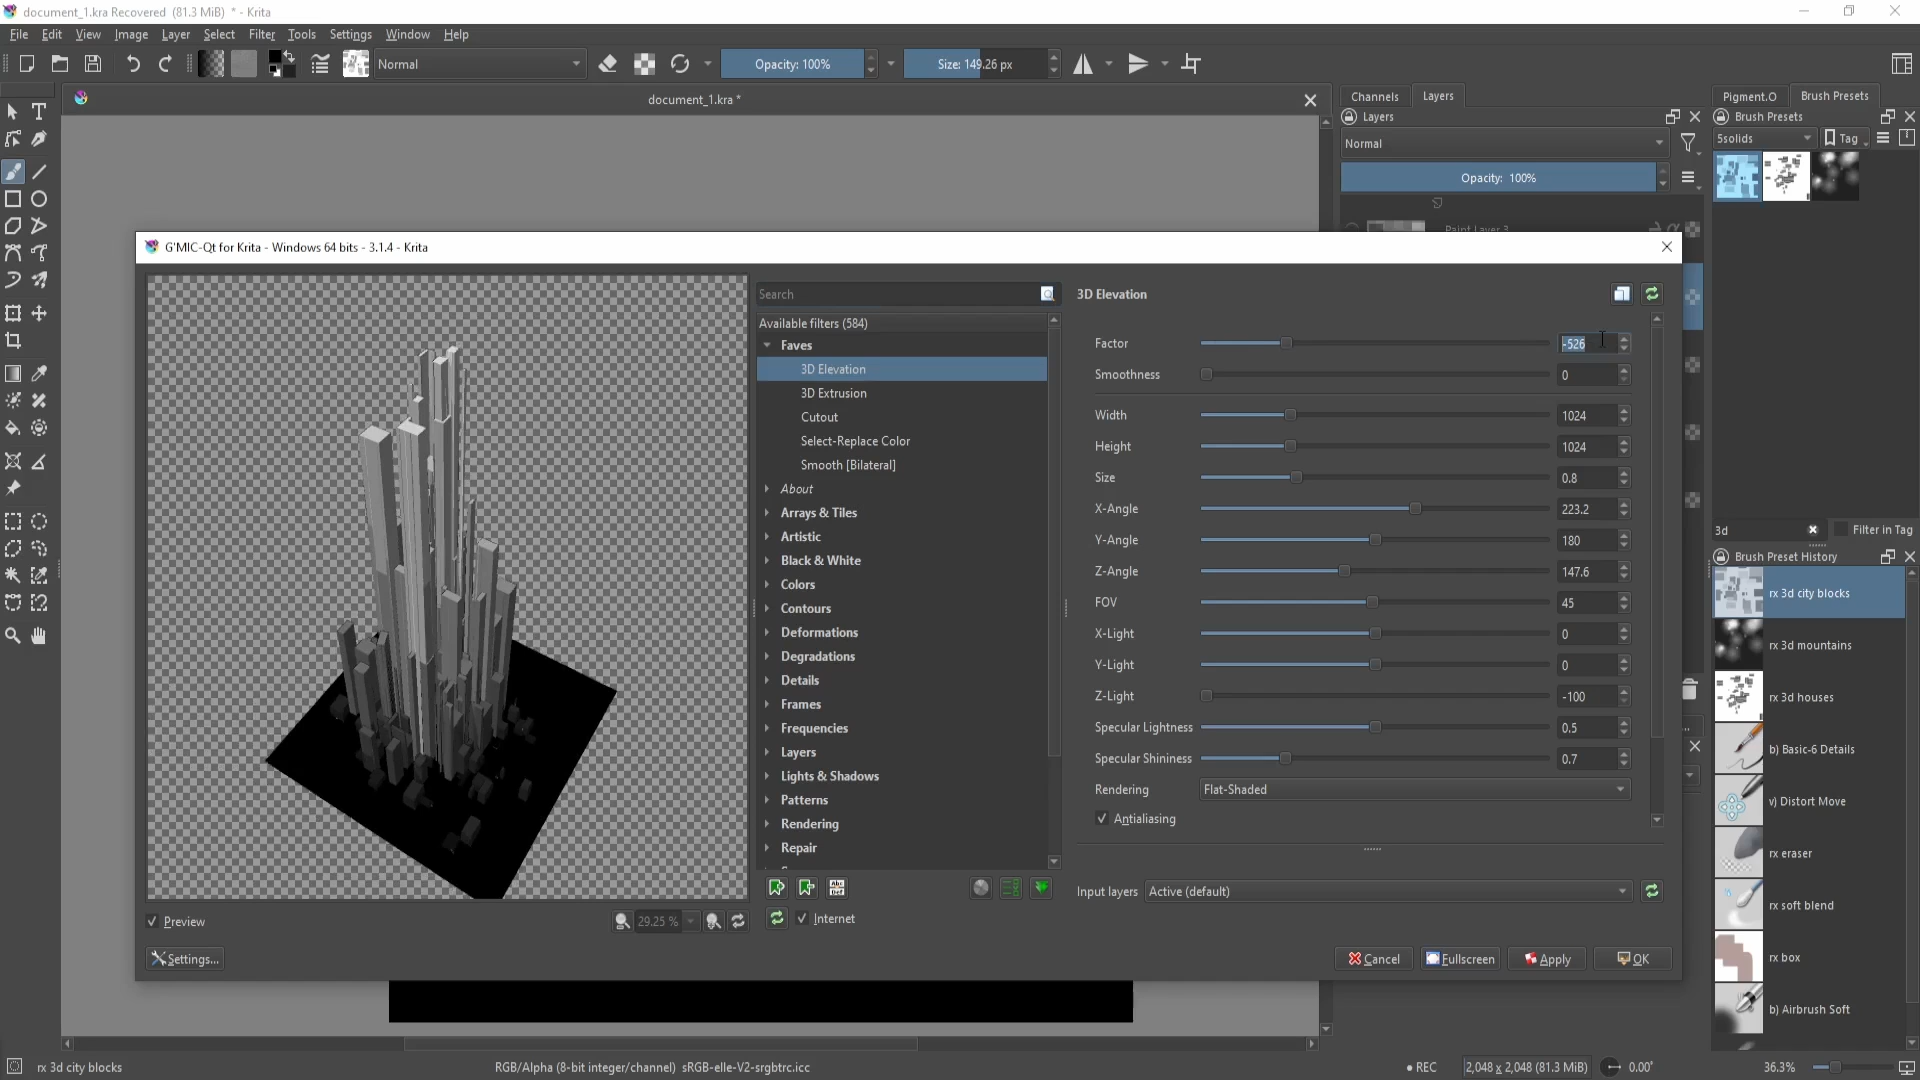 document_1.kra Recovered (81.3 MiB) * - Krita
File Edit View Image Layer Select Filter Tools Settings Window Help
Normal
Opacity: 100%
Size: 149.26 px
document_1.kra *
Channels Layers
Layers
Normal
Opacity: 100%
Paint Layer 3
Pigment.O Brush Presets
Brush Presets
5solids
Tag
3d
Filter in Tag
Brush Preset History
rx 3d city blocks
rx 3d mountains
rx 3d houses
b) Basic-6 Details
v) Distort Move
rx eraser
rx soft blend
rx box
b) Airbrush Soft
G'MIC-Qt for Krita - Windows 64 bits - 3.1.4 - Krita
Search
Available filters (584)
Faves
3D Elevation
3D Extrusion
Cutout
Select-Replace Color
Smooth [Bilateral]
About
Arrays & Tiles
Artistic
Black & White
Colors
Contours
Deformations
Degradations
Details
Frames
Frequencies
Layers
Lights & Shadows
Patterns
Rendering
Repair
3D Elevation
Factor -526
Smoothness 0
Width 1024
Height 1024
Size 0.8
X-Angle 223.2
Y-Angle 180
Z-Angle 147.6
FOV 45
X-Light 0
Y-Light 0
Z-Light -100
Specular Lightness 0.5
Specular Shininess 0.7
Rendering Flat-Shaded
Antialiasing
Input layers Active (default)
Preview
29.25 %
Internet
Settings...
Cancel
Fullscreen
Apply
OK
rx 3d city blocks
RGB/Alpha (8-bit integer/channel) sRGB-elle-V2-srgbtrc.icc
REC
2,048 x 2,048 (81.3 MiB)
0.00°
36.3%